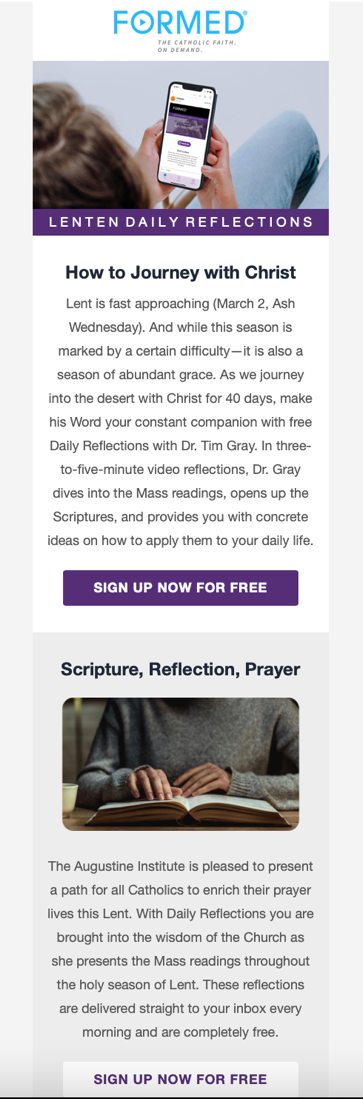 FORMED®
THE CATHOLIC FAITH.
ON DEMAND.
FORMED
LENTEN DAILY REFLECTIONS
How to Journey with Christ
Lent is fast approaching (March 2, Ash
Wednesday). And while this season is
marked by a certain difficulty—it is also a
season of abundant grace. As we journey
into the desert with Christ for 40 days, make
his Word your constant companion with free
Daily Reflections with Dr. Tim Gray. In three-
to-five-minute video reflections, Dr. Gray
dives into the Mass readings, opens up the
Scriptures, and provides you with concrete
ideas on how to apply them to your daily life.
SIGN UP NOW FOR FREE
Scripture, Reflection, Prayer
The Augustine Institute is pleased to present
a path for all Catholics to enrich their prayer
lives this Lent. With Daily Reflections you are
brought into the wisdom of the Church as
she presents the Mass readings throughout
the holy season of Lent. These reflections
are delivered straight to your inbox every
morning and are completely free.
SIGN UP NOW FOR FREE